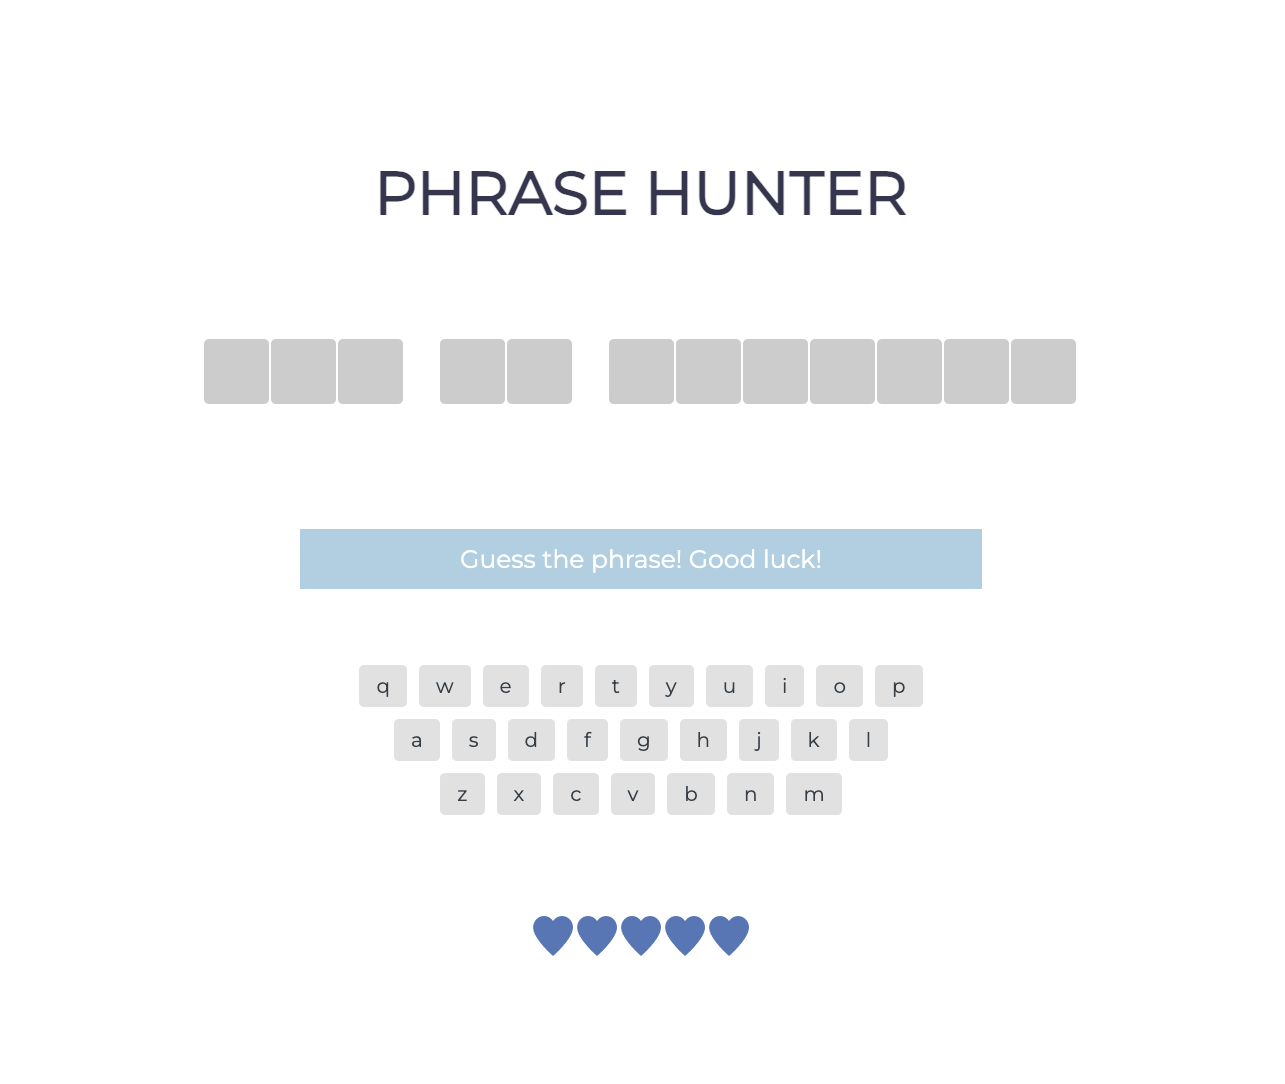 PHRASE HUNTER
Guess the phrase! Good luck!
q w e r t y u i o p
a s d f g h j k l
z x c v b n m